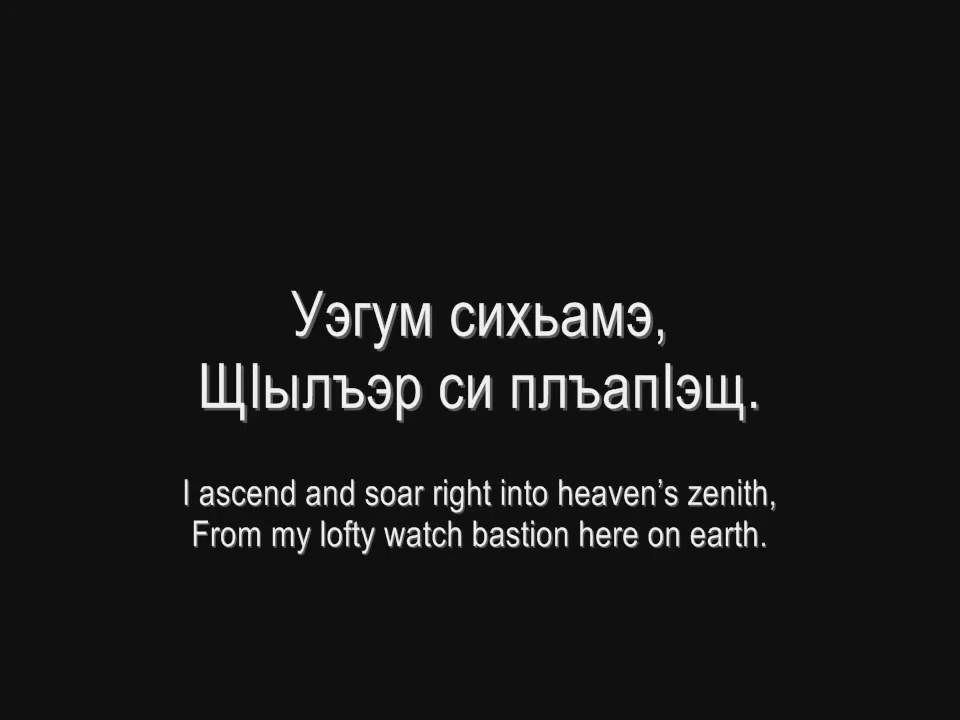 Уэгум сихьамэ,
ЩӀылъэр си плъапӀэщ.
I ascend and soar right into heaven’s zenith,
From my lofty watch bastion here on earth.